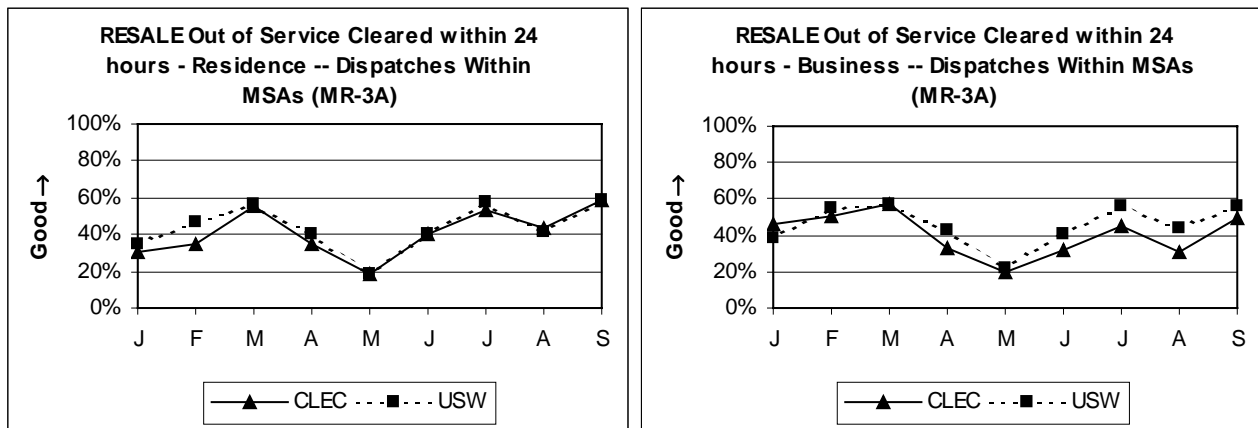 RESALE Out of Service Cleared within 24
hours - Residence -- Dispatches Within
MSAs (MR-3A)
100%
80%
60%
40%
20%
0%
Good →
J F M A M J J A S
CLEC USW
RESALE Out of Service Cleared within 24
hours - Business -- Dispatches Within MSAs
(MR-3A)
100%
80%
60%
40%
20%
0%
Good →
J F M A M J J A S
CLEC USW